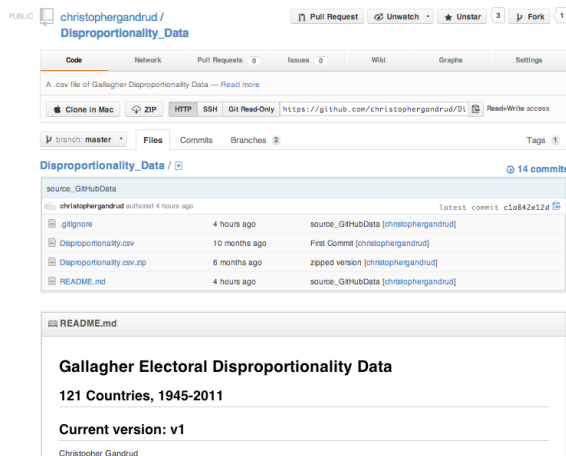 PUBLIC christophergandrud / Disproportionality_Data
Pull Request Unwatch Unstar 3 Fork 1
Code Network Pull Requests 0 Issues 0 Wiki Graphs Settings
A .csv file of Gallagher Disproportionality Data — Read more
Clone in Mac ZIP HTTP SSH Git Read-Only https://github.com/christophergandrud/Di Read+Write access
branch: master Files Commits Branches 2 Tags 1
Disproportionality_Data / 14 commits
source_GitHubData
christophergandrud authored 4 hours ago latest commit c1a842e12d
.gitignore 4 hours ago source_GitHubData [christophergandrud]
Disproportionality.csv 10 months ago First Commit [christophergandrud]
Disproportionality.csv.zip 6 months ago zipped version [christophergandrud]
README.md 4 hours ago source_GitHubData [christophergandrud]
README.md
Gallagher Electoral Disproportionality Data
121 Countries, 1945-2011
Current version: v1
Christopher Gandrud